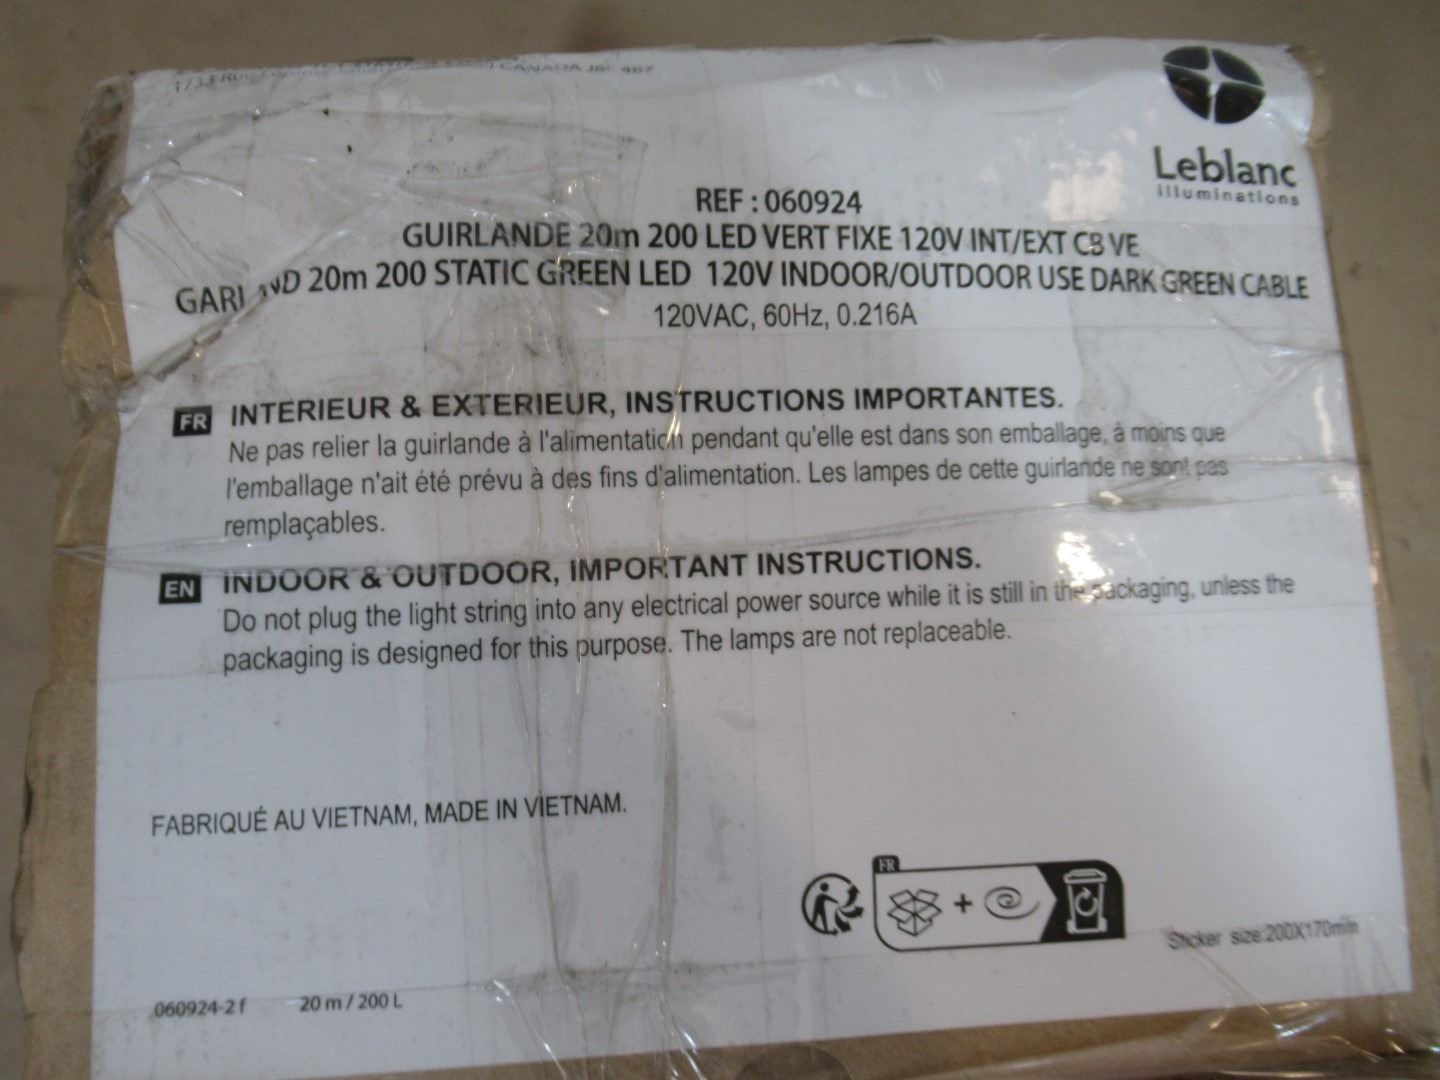 1733 CANADA J6L 4B7
Leblanc
illuminations
REF : 060924
GUIRLANDE 20m 200 LED VERT FIXE 120V INT/EXT CB VE
20m 200 STATIC GREEN LED 120V INDOOR/OUTDOOR USE DARK GREEN CABLE
120VAC, 60Hz, 0.216A
FR INTERIEUR & EXTERIEUR, INSTRUCTIONS IMPORTANTES.
Ne pas relier la guirlande à l'alimentation pendant qu'elle est dans son emballage, à moins que
l'emballage n'ait été prévu à des fins d'alimentation. Les lampes de cette guirlande ne sont pas
remplaçables.
EN INDOOR & OUTDOOR, IMPORTANT INSTRUCTIONS.
Do not plug the light string into any electrical power source while it is still in the packaging, unless the
packaging is designed for this purpose. The lamps are not replaceable.
FABRIQUÉ AU VIETNAM, MADE IN VIETNAM.
FR
+
Sticker size:200X170mm
060924-2 f 20 m / 200 L